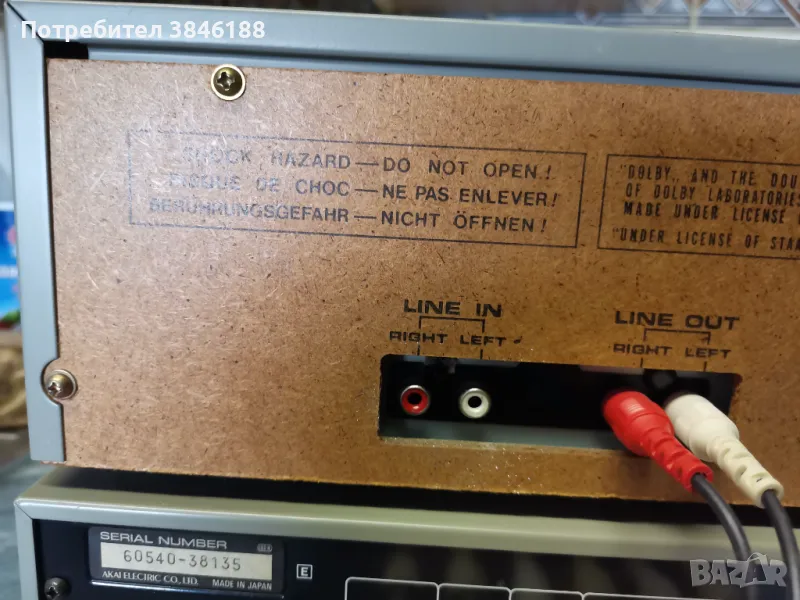 Потребител 3846188
SHOCK HAZARD — DO NOT OPEN!
RISQUE DE CHOC — NE PAS ENLEVER!
BERÜHRUNGSGEFAHR — NICHT ÖFFNEN!
"DOLBY„ AND THE DOU
OF DOLBY LABORATORIES
MADE UNDER LICENSE
"UNDER LICENSE OF STAA
LINE IN
RIGHT LEFT
LINE OUT
RIGHT LEFT
SERIAL NUMBER
60540-38135
AKAI ELECTRIC CO., LTD. MADE IN JAPAN
E
BAZAR